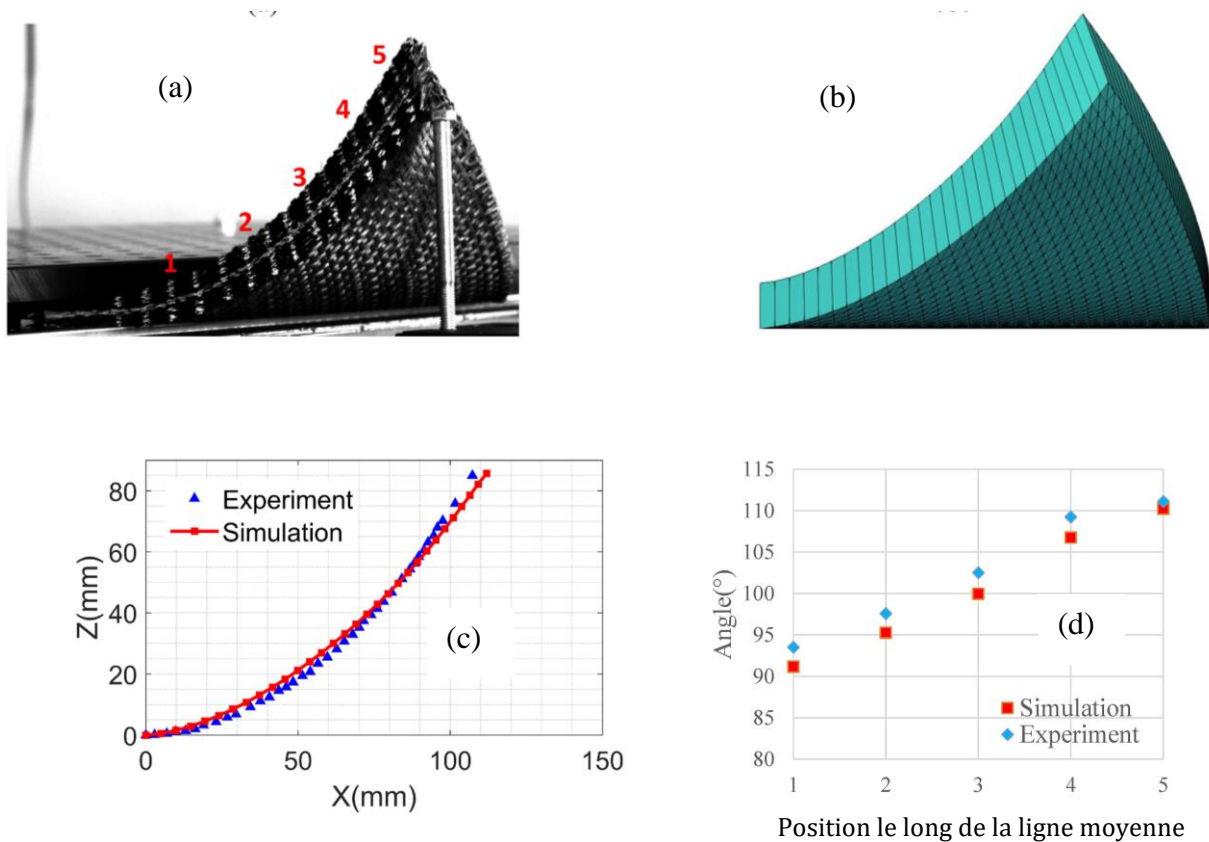 (a)
5
4
3
2
1
(b)
80
60
40
20
0
Z(mm)
Experiment
Simulation
(c)
0
50
100
150
X(mm)
115
110
105
100
95
90
85
80
Angle(°)
(d)
Simulation
Experiment
1
2
3
4
5
Position le long de la ligne moyenne